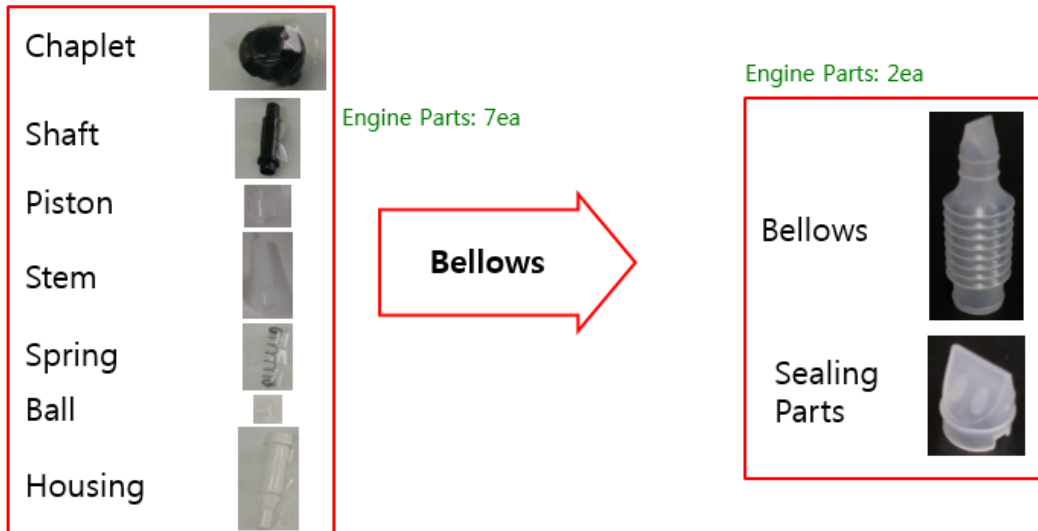 Chaplet
Shaft
Piston
Stem
Spring
Ball
Housing
Engine Parts: 7ea
Bellows
Engine Parts: 2ea
Bellows
Sealing
Parts